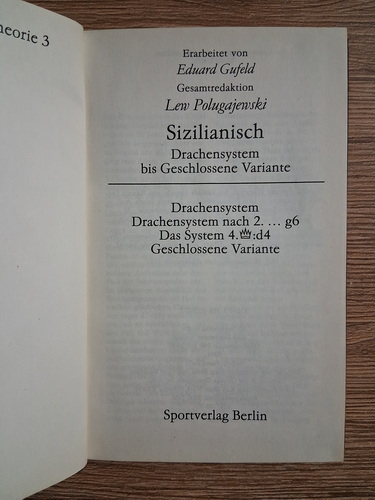 heorie 3
Erarbeitet von
Eduard Gufeld
Gesamtredaktion
Lew Polugajewski
Sizilianisch
Drachensystem
bis Geschlossene Variante
Drachensystem
Drachensystem nach 2. ... g6
Das System 4.♕:d4
Geschlossene Variante
Sportverlag Berlin